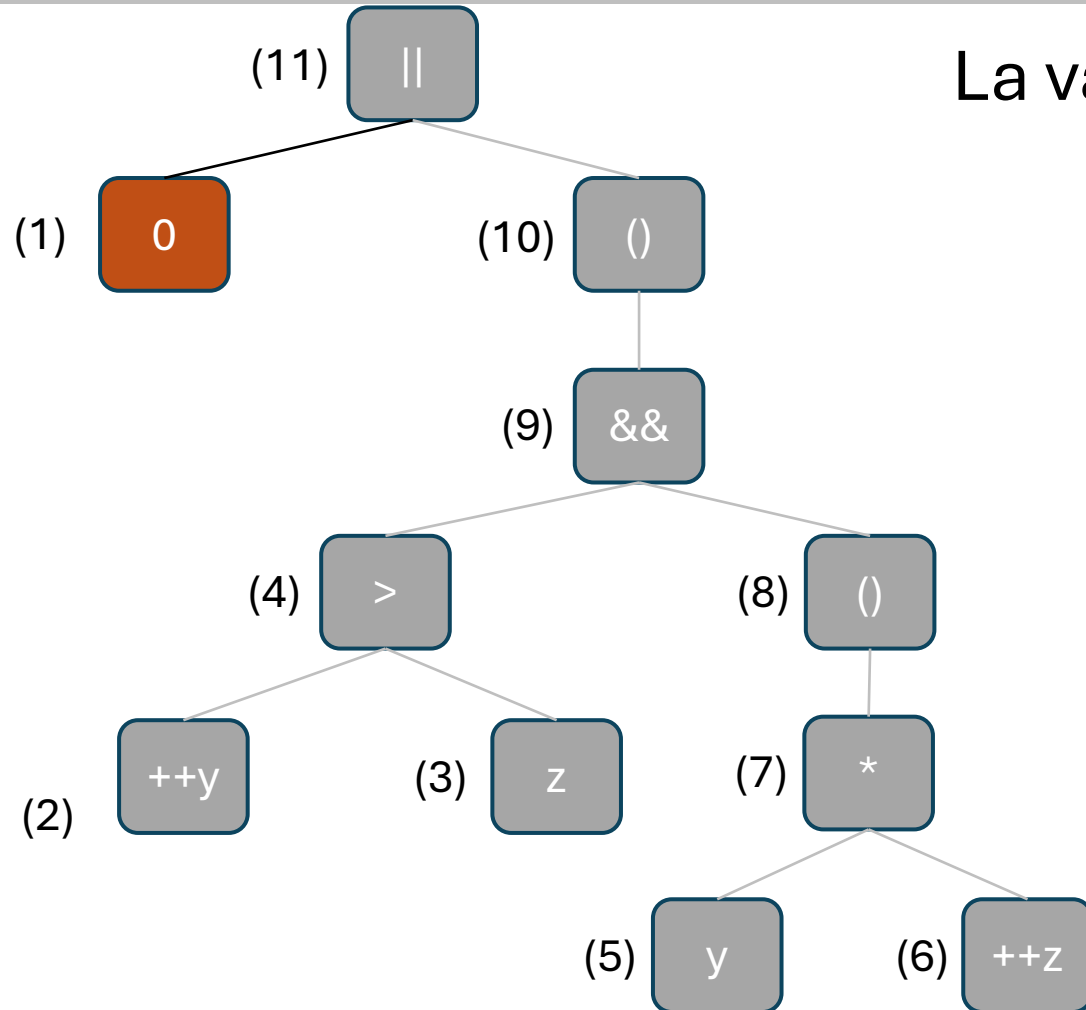 (11) ||
La va
(1) 0
(10) ()
(9) &&
(4) >
(8) ()
(2) ++y
(3) z
(7) *
(5) y
(6) ++z